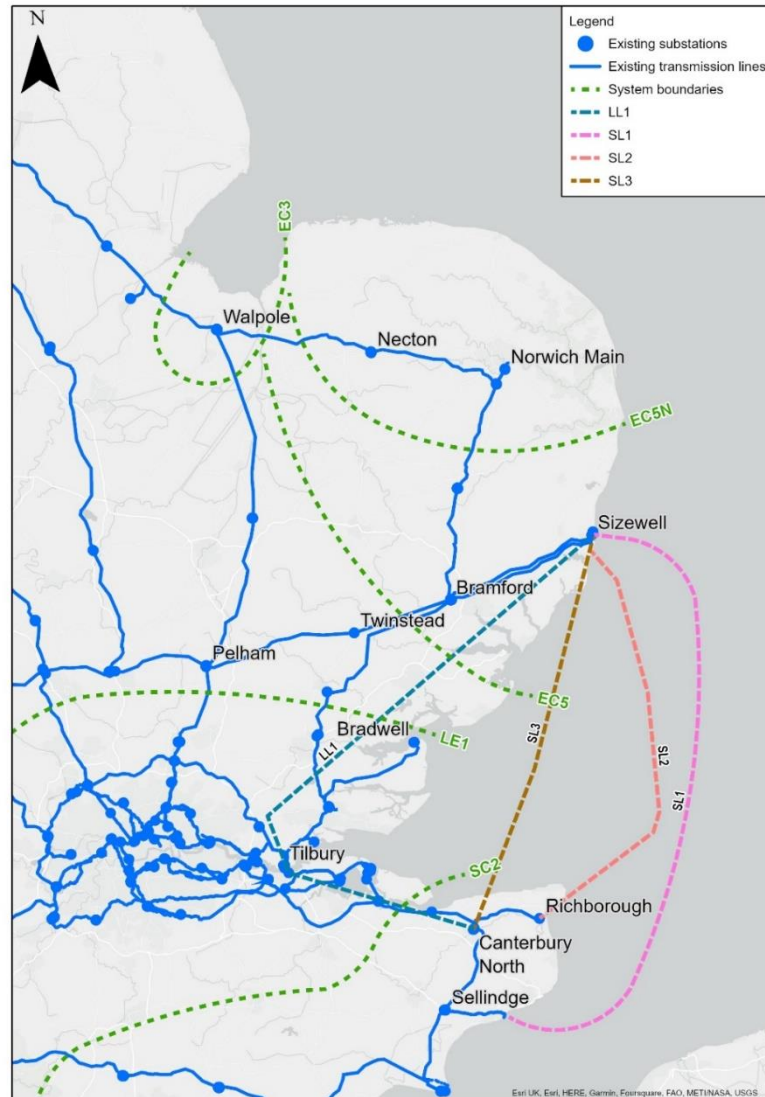 N
Legend
Existing substations
Existing transmission lines
System boundaries
LL1
SL1
SL2
SL3
EC3
Walpole
Necton
Norwich Main
EC5N
Sizewell
Bramford
Twinstead
Pelham
EC5
Bradwell
LE1
LL1
SL3
SL2
SL1
Tilbury
SC2
Richborough
Canterbury
North
Sellindge
Esri UK, Esri, HERE, Garmin, Foursquare, FAO, METI/NASA, USGS